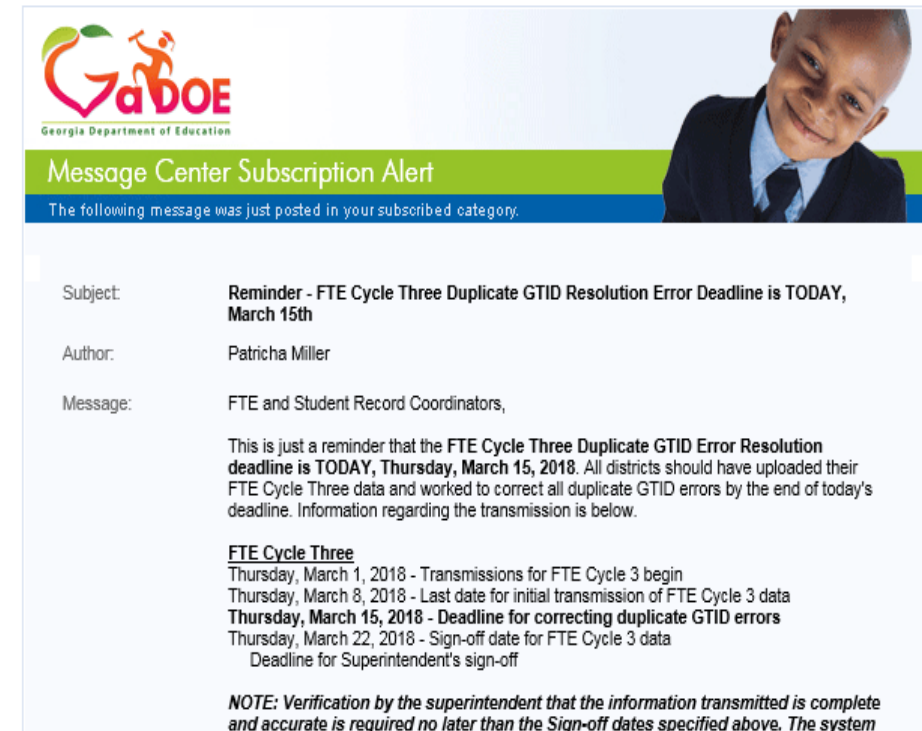 GaDOE
Georgia Department of Education
Message Center Subscription Alert
The following message was just posted in your subscribed category.
Subject:
Reminder - FTE Cycle Three Duplicate GTID Resolution Error Deadline is TODAY,
March 15th
Author:
Patricha Miller
Message:
FTE and Student Record Coordinators,
This is just a reminder that the FTE Cycle Three Duplicate GTID Error Resolution
deadline is TODAY, Thursday, March 15, 2018. All districts should have uploaded their
FTE Cycle Three data and worked to correct all duplicate GTID errors by the end of today's
deadline. Information regarding the transmission is below.
FTE Cycle Three
Thursday, March 1, 2018 - Transmissions for FTE Cycle 3 begin
Thursday, March 8, 2018 - Last date for initial transmission of FTE Cycle 3 data
Thursday, March 15, 2018 - Deadline for correcting duplicate GTID errors
Thursday, March 22, 2018 - Sign-off date for FTE Cycle 3 data
Deadline for Superintendent's sign-off
NOTE: Verification by the superintendent that the information transmitted is complete
and accurate is required no later than the Sign-off dates specified above. The system